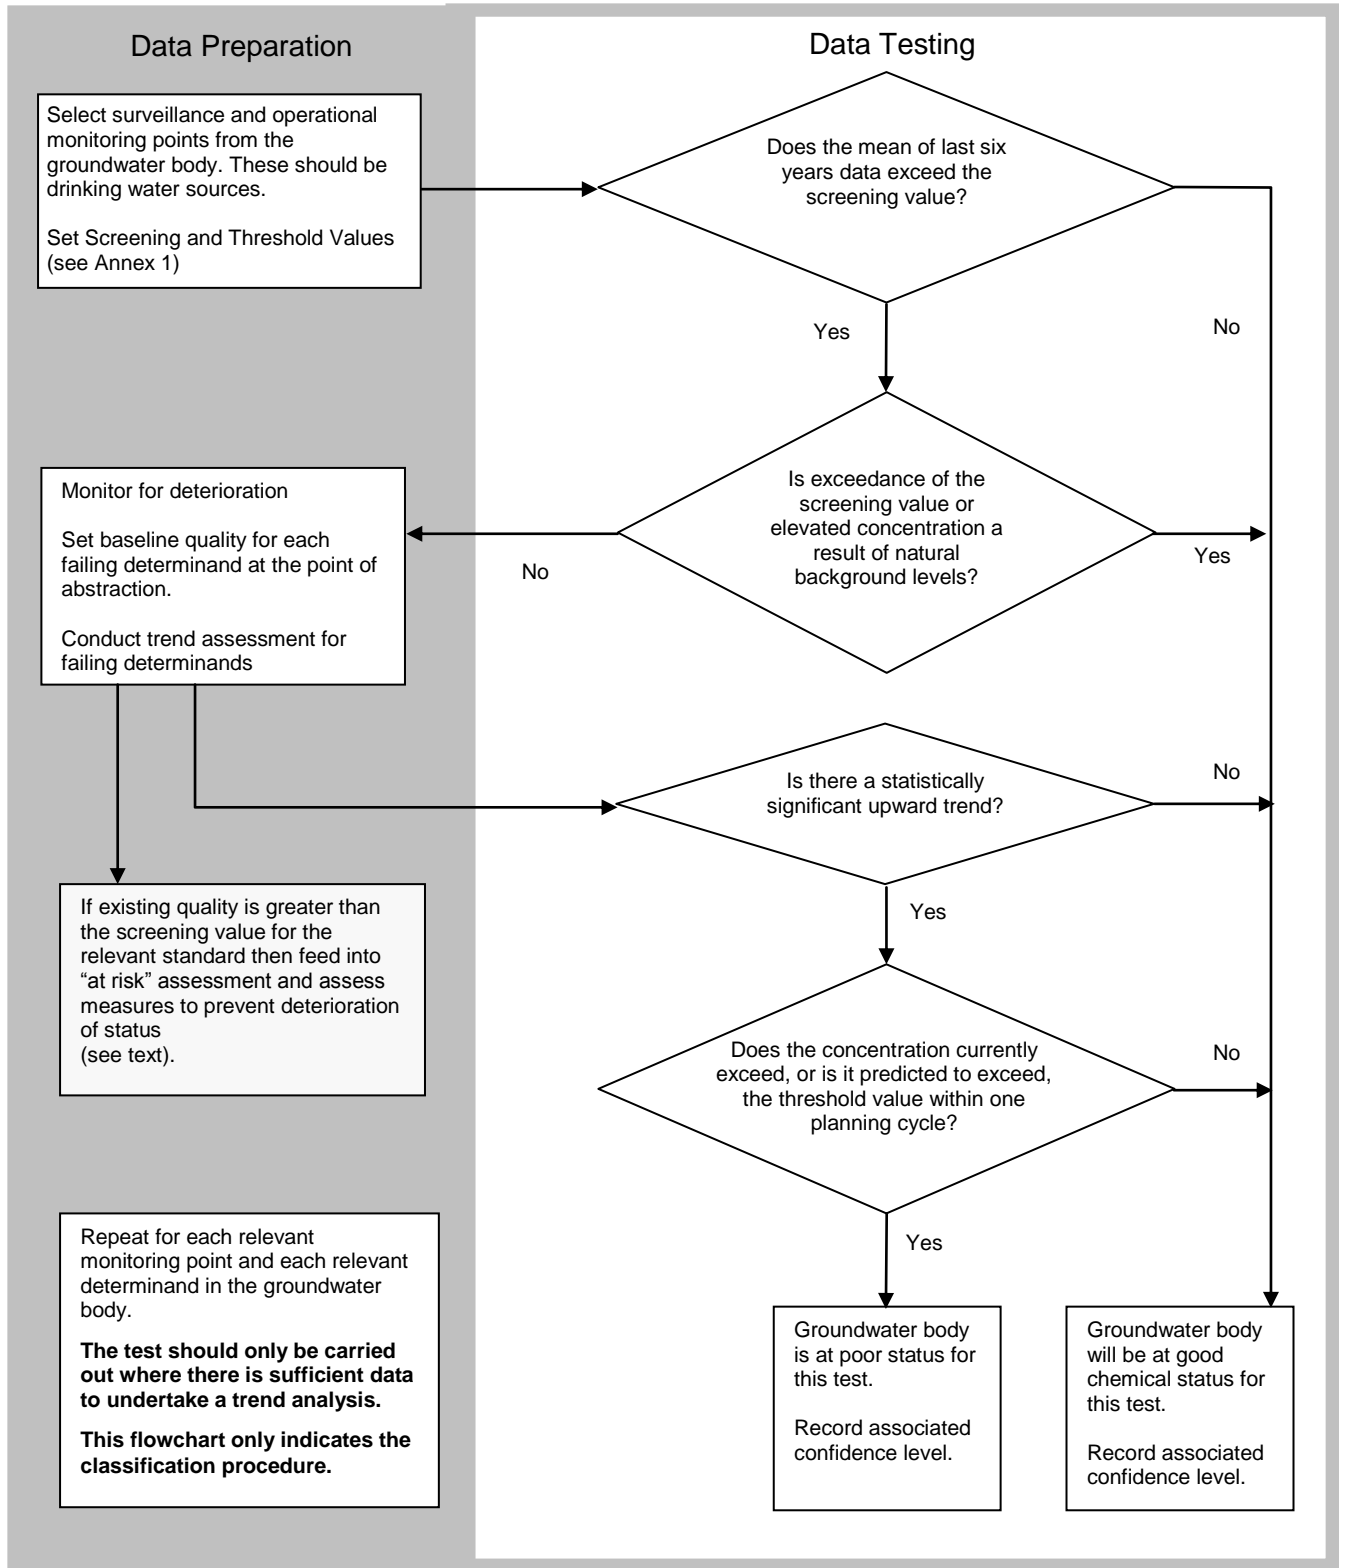 Data Preparation
Data Testing
Select surveillance and operational
monitoring points from the
groundwater body. These should be
drinking water sources.
Set Screening and Threshold Values
(see Annex 1)
Does the mean of last six
years data exceed the
screening value?
Yes
No
Is exceedance of the
screening value or
elevated concentration a
result of natural
background levels?
No
Yes
Monitor for deterioration
Set baseline quality for each
failing determinand at the point of
abstraction.
Conduct trend assessment for
failing determinands
Is there a statistically
significant upward trend?
No
Yes
If existing quality is greater than
the screening value for the
relevant standard then feed into
“at risk” assessment and assess
measures to prevent deterioration
of status
(see text).
Does the concentration currently
exceed, or is it predicted to exceed,
the threshold value within one
planning cycle?
No
Yes
Repeat for each relevant
monitoring point and each relevant
determinand in the groundwater
body.
The test should only be carried
out where there is sufficient data
to undertake a trend analysis.
This flowchart only indicates the
classification procedure.
Groundwater body
is at poor status for
this test.
Record associated
confidence level.
Groundwater body
will be at good
chemical status for
this test.
Record associated
confidence level.